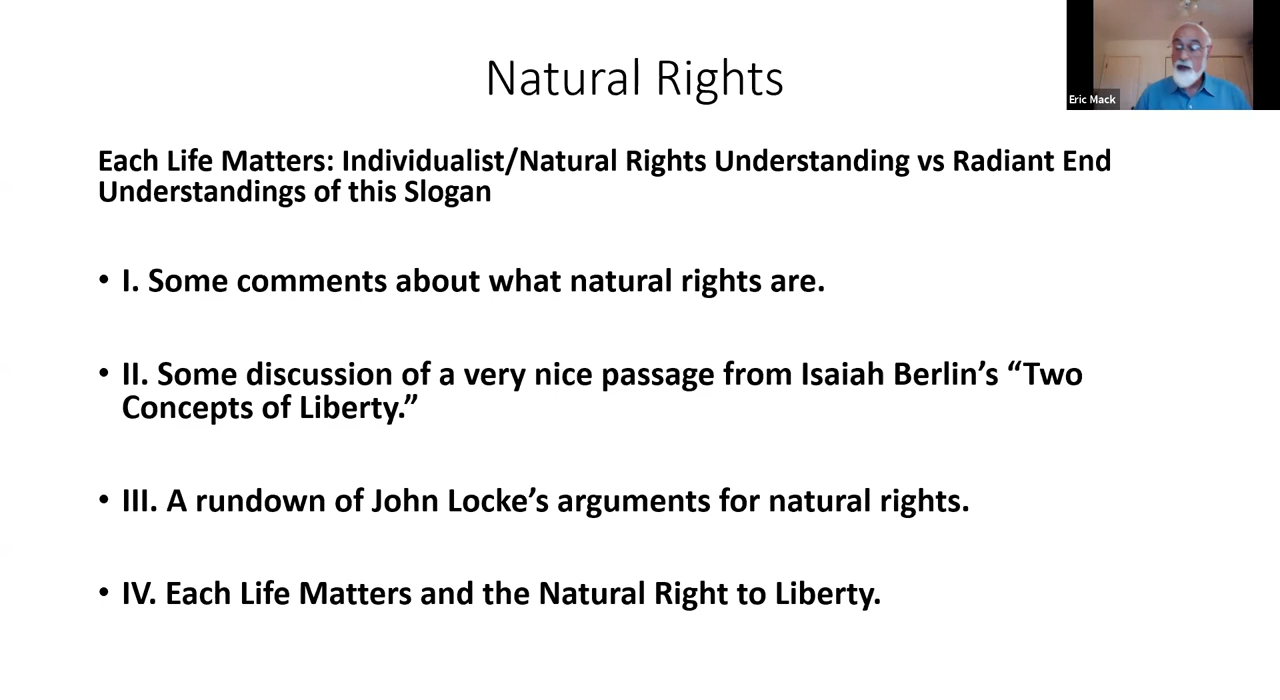 Natural Rights
Eric Mack
Each Life Matters: Individualist/Natural Rights Understanding vs Radiant End
Understandings of this Slogan
• I. Some comments about what natural rights are.
• II. Some discussion of a very nice passage from Isaiah Berlin’s “Two
Concepts of Liberty.”
• III. A rundown of John Locke’s arguments for natural rights.
• IV. Each Life Matters and the Natural Right to Liberty.